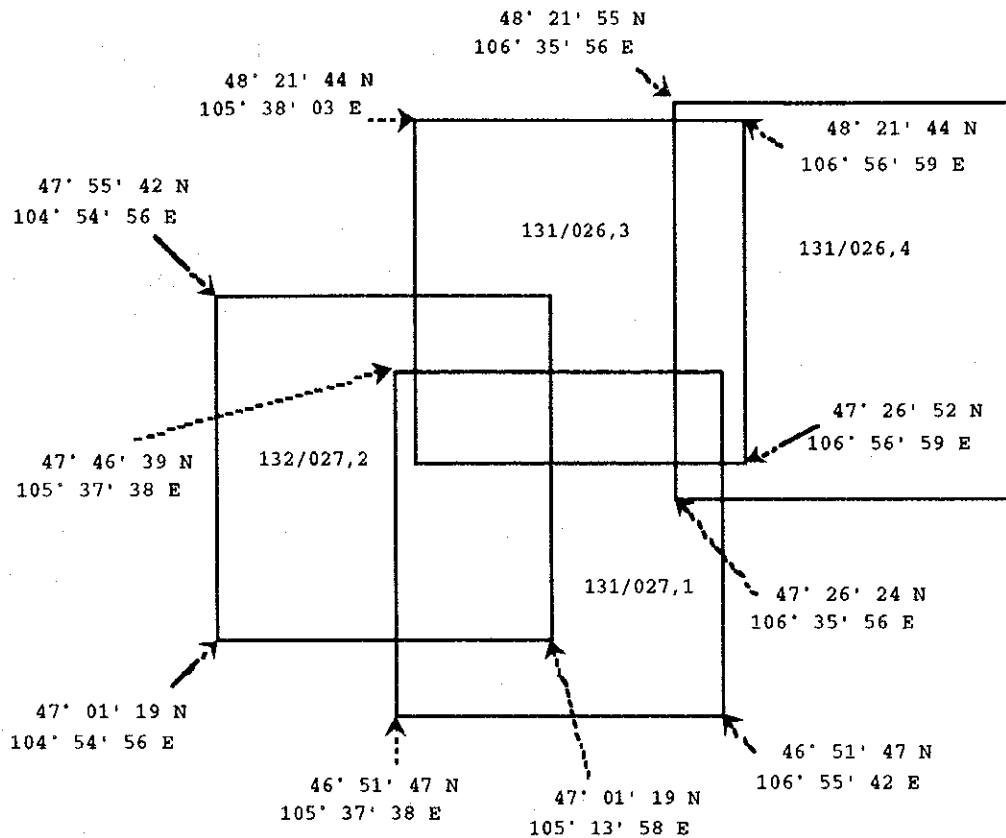 48° 21' 55 N
106° 35' 56 E
48° 21' 44 N
105° 38' 03 E
48° 21' 44 N
106° 56' 59 E
47° 55' 42 N
104° 54' 56 E
131/026,3
131/026,4
47° 26' 52 N
106° 56' 59 E
47° 46' 39 N
105° 37' 38 E
132/027,2
131/027,1
47° 26' 24 N
106° 35' 56 E
47° 01' 19 N
104° 54' 56 E
46° 51' 47 N
105° 37' 38 E
47° 01' 19 N
105° 13' 58 E
46° 51' 47 N
106° 55' 42 E